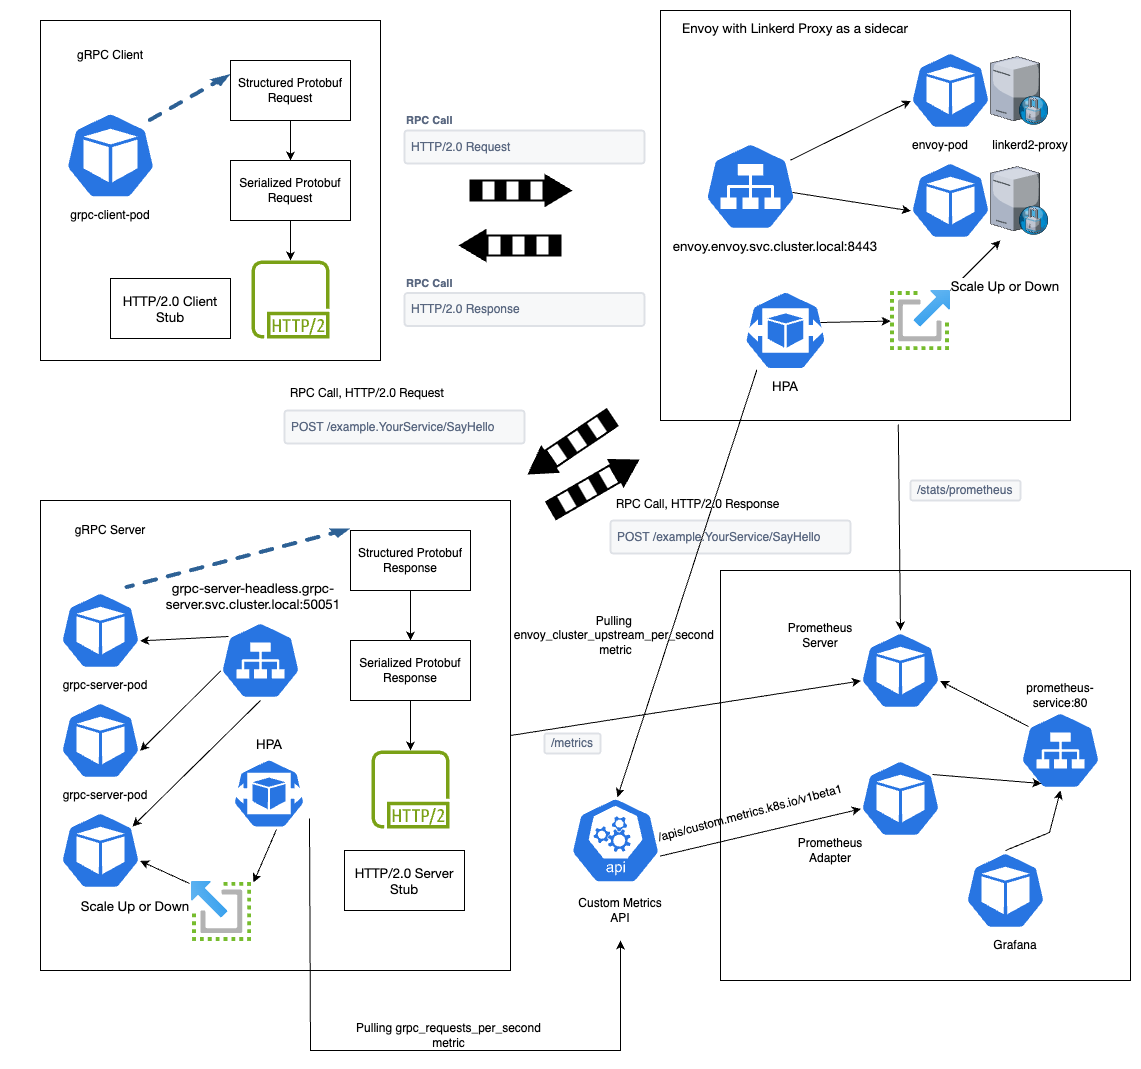 gRPC Client
Structured Protobuf
Request
grpc-client-pod
Serialized Protobuf
Request
HTTP/2.0 Client
Stub
HTTP/2
RPC Call
HTTP/2.0 Request
RPC Call
HTTP/2.0 Response
Envoy with Linkerd Proxy as a sidecar
envoy-pod
linkerd2-proxy
envoy.envoy.svc.cluster.local:8443
Scale Up or Down
HPA
RPC Call, HTTP/2.0 Request
POST /example.YourService/SayHello
RPC Call, HTTP/2.0 Response
POST /example.YourService/SayHello
/stats/prometheus
gRPC Server
Structured Protobuf
Response
grpc-server-headless.grpc-
server.svc.cluster.local:50051
Serialized Protobuf
Response
grpc-server-pod
HPA
grpc-server-pod
HTTP/2
HTTP/2.0 Server
Stub
Scale Up or Down
Pulling
envoy_cluster_upstream_per_second
metric
/metrics
api
Custom Metrics
API
/apis/custom.metrics.k8s.io/v1beta1
Prometheus
Server
prometheus-
service:80
Prometheus
Adapter
Grafana
Pulling grpc_requests_per_second
metric